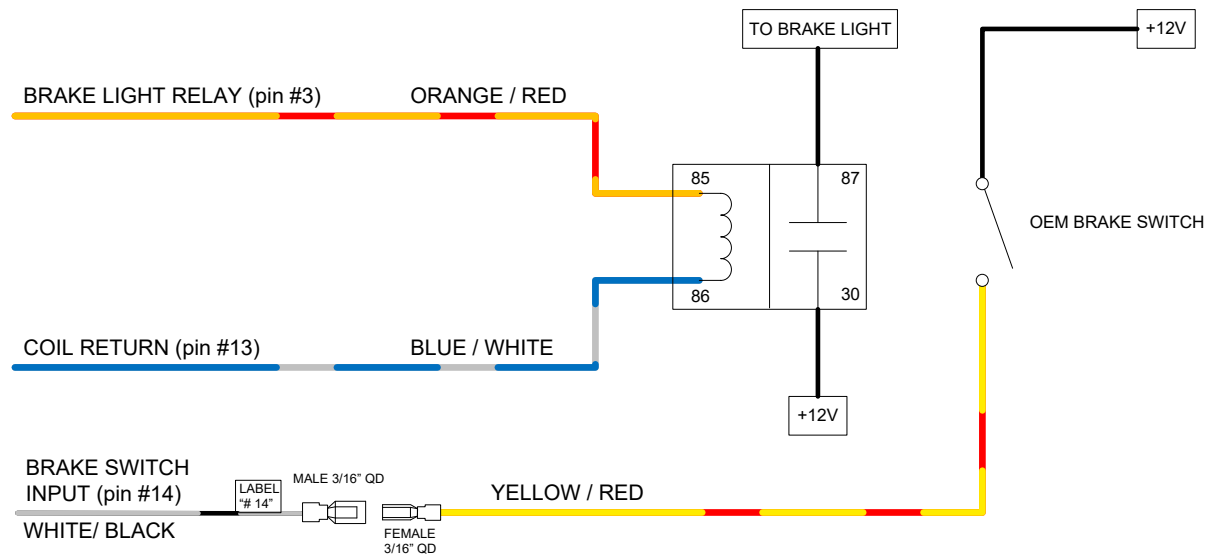 TO BRAKE LIGHT
+12V
BRAKE LIGHT RELAY (pin #3)
ORANGE / RED
85
87
OEM BRAKE SWITCH
86
30
COIL RETURN (pin #13)
BLUE / WHITE
+12V
BRAKE SWITCH
INPUT (pin #14)
LABEL
"# 14"
MALE 3/16" QD
YELLOW / RED
WHITE/ BLACK
FEMALE
3/16" QD